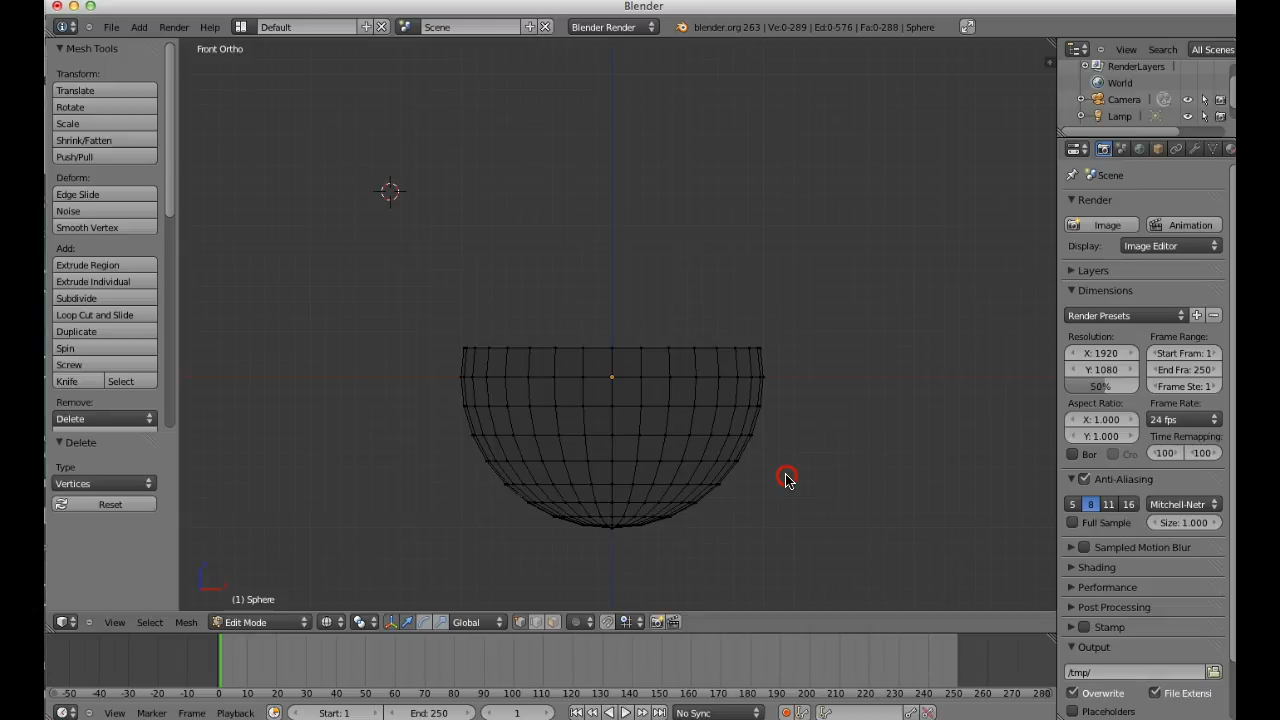 Blender
File
Add
Render
Help
Default
Scene
Blender Render
blender.org 263 | Ve:0-289 | Ed:0-576 | Fa:0-288 | Sphere
Mesh Tools
Transform:
Translate
Rotate
Scale
Shrink/Fatten
Push/Pull
Deform:
Edge Slide
Noise
Smooth Vertex
Add:
Extrude Region
Extrude Individual
Subdivide
Loop Cut and Slide
Duplicate
Spin
Screw
Knife
Select
Remove:
Delete
Delete
Type
Vertices
Reset
Front Ortho
(1) Sphere
View
Select
Mesh
Edit Mode
Global
View
Search
All Scenes
RenderLayers
World
Camera
Lamp
Scene
Render
Image
Animation
Display:
Image Editor
Layers
Dimensions
Render Presets
Resolution:
Frame Range:
X: 1920
Start Fram: 1
Y: 1080
End Fra: 250
50%
Frame Ste: 1
Aspect Ratio:
Frame Rate:
X: 1.000
24 fps
Y: 1.000
Time Remapping:
Bor
Cro
100
100
Anti-Aliasing
5
8
11
16
Mitchell-Netr
Full Sample
Size: 1.000
Sampled Motion Blur
Shading
Performance
Post Processing
Stamp
Output
/tmp/
Overwrite
File Extensi
Placeholders
-50 -40 -30 -20 -10 0 10 20 30 40 50 60 70 80 90 100 110 120 130 140 150 160 170 180 190 200 210 220 230 240 250 260 270 280
View
Marker
Frame
Playback
Start: 1
End: 250
1
No Sync